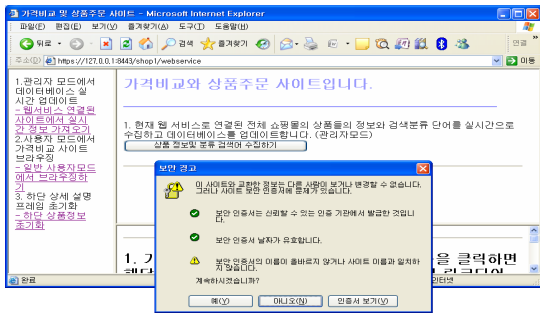 가격비교 및 상품주문 사이트 - Microsoft Internet Explorer
파일(F) 편집(E) 보기(V) 즐겨찾기(A) 도구(T) 도움말(H)
뒤로 검색 즐겨찾기 연결
주소(D) https://127.0.0.1:8443/shop1/webservice 이동
1.관리자 모드에서
데이터베이스 실
시간 업데이트
- 웹서비스 연결된
사이트에서 실시
간 정보 가져오기
2.사용자 모드에서
가격비교 사이트
브라우징
- 일반 사용자모드
에서 브라우징하
기
3. 하단 상세 설명
프레임 초기화
- 하단 상품정보
초기화
가격비교와 상품주문 사이트입니다.
1. 현재 웹 서비스로 연결된 전체 쇼핑몰의 상품들의 정보와 검색분류 단어를 실시간으로
수집하고 데이터베이스를 업데이트합니다. (관리자모드)
상품 정보및 분류 검색어 수집하기
보안 경고
이 사이트와 교환한 정보는 다른 사람이 보거나 변경할 수 없습니다.
그러나 사이트 보안 인증서에 문제가 있습니다.
보안 인증서는 신뢰할 수 있는 인증 기관에서 발급한 것입니
다.
보안 인증서 날짜가 유효합니다.
보안 인증서의 이름이 올바르지 않거나 사이트 이름과 일치하
지 않습니다.
계속하시겠습니까?
예(Y) 아니오(N) 인증서 보기(V)
1. 가
을 클릭하면
완료
인터넷